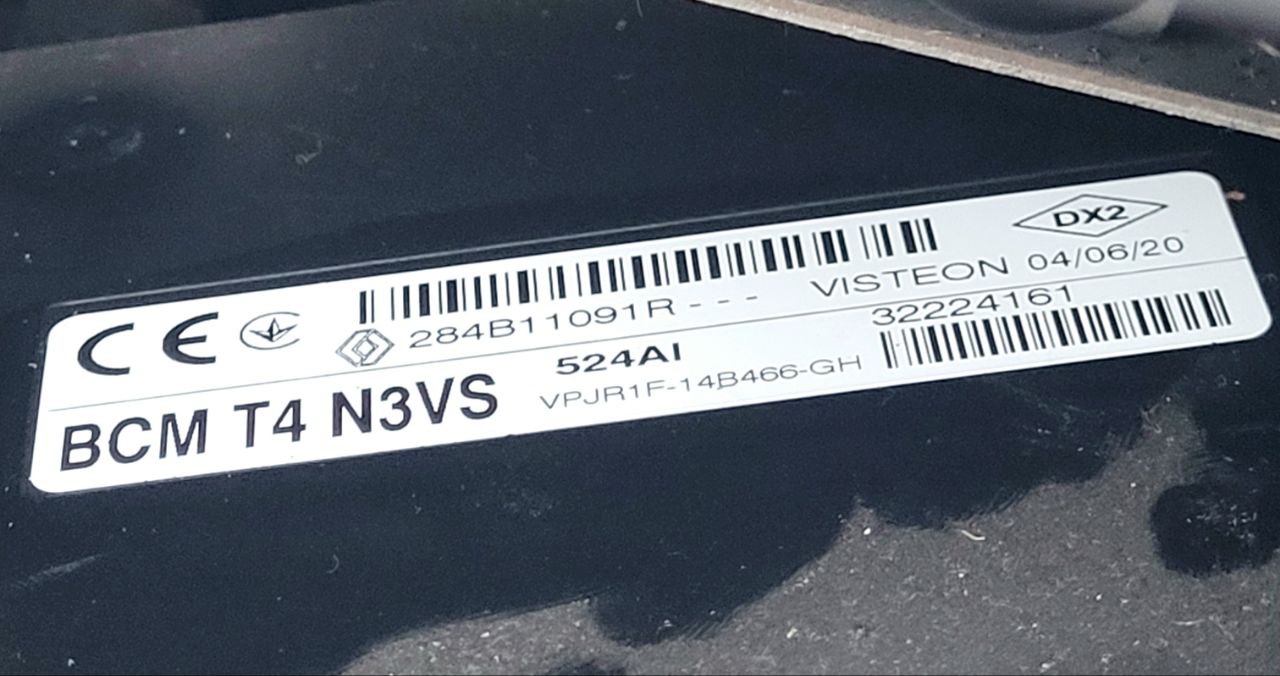 CE 284B11091R - - - VISTEON 04/06/20 DX2
BCM T4 N3VS 524AI 32224161
VPJR1F-14B466-GH